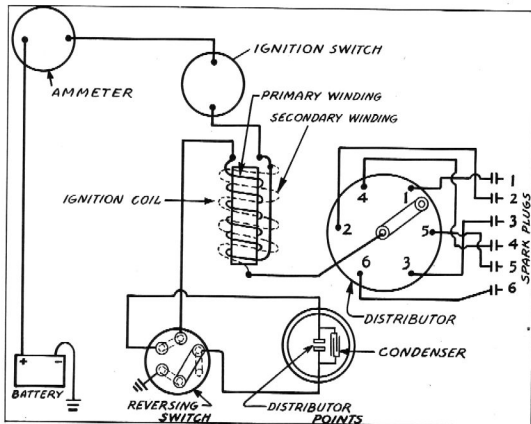 IGNITION SWITCH
AMMETER
PRIMARY WINDING
SECONDARY WINDING
IGNITION COIL
4
1
2
5
6
3
1
2
3
4
5
6
SPARK PLUGS
DISTRIBUTOR
CONDENSER
+ -
BATTERY
REVERSING
SWITCH
DISTRIBUTOR
POINTS